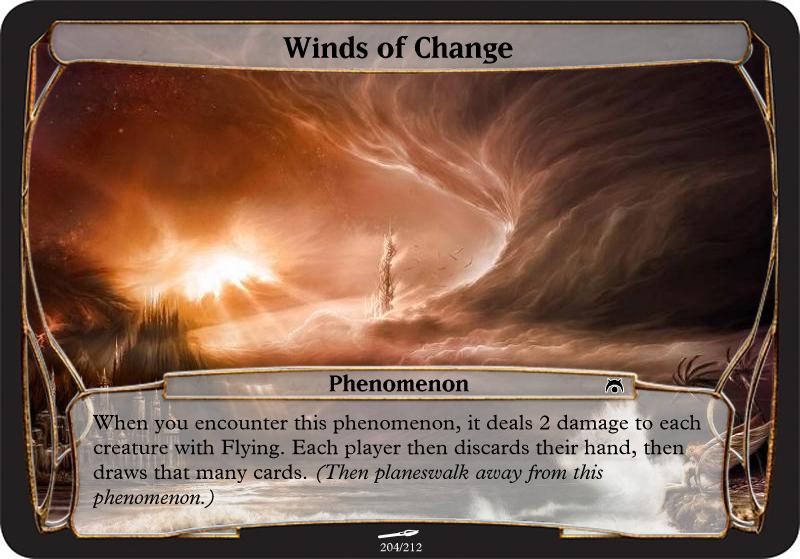 Winds of Change
Phenomenon
When you encounter this phenomenon, it deals 2 damage to each
creature with Flying. Each player then discards their hand, then
draws that many cards. (Then planeswalk away from this
phenomenon.)
204/212